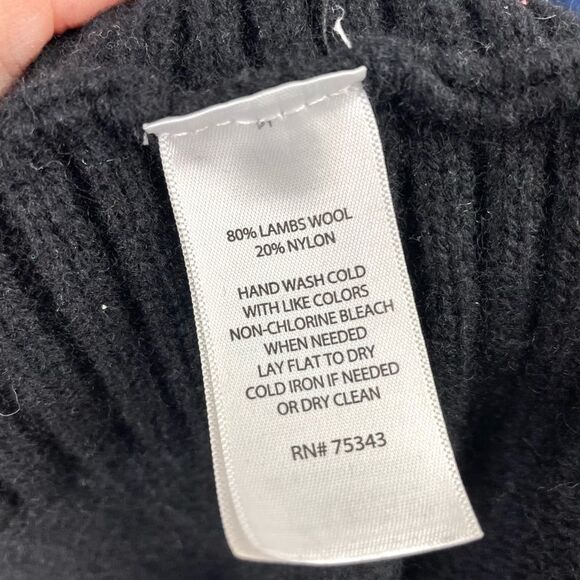 80% LAMBS WOOL
20% NYLON
HAND WASH COLD
WITH LIKE COLORS
NON-CHLORINE BLEACH
WHEN NEEDED
LAY FLAT TO DRY
COLD IRON IF NEEDED
OR DRY CLEAN
RN# 75343